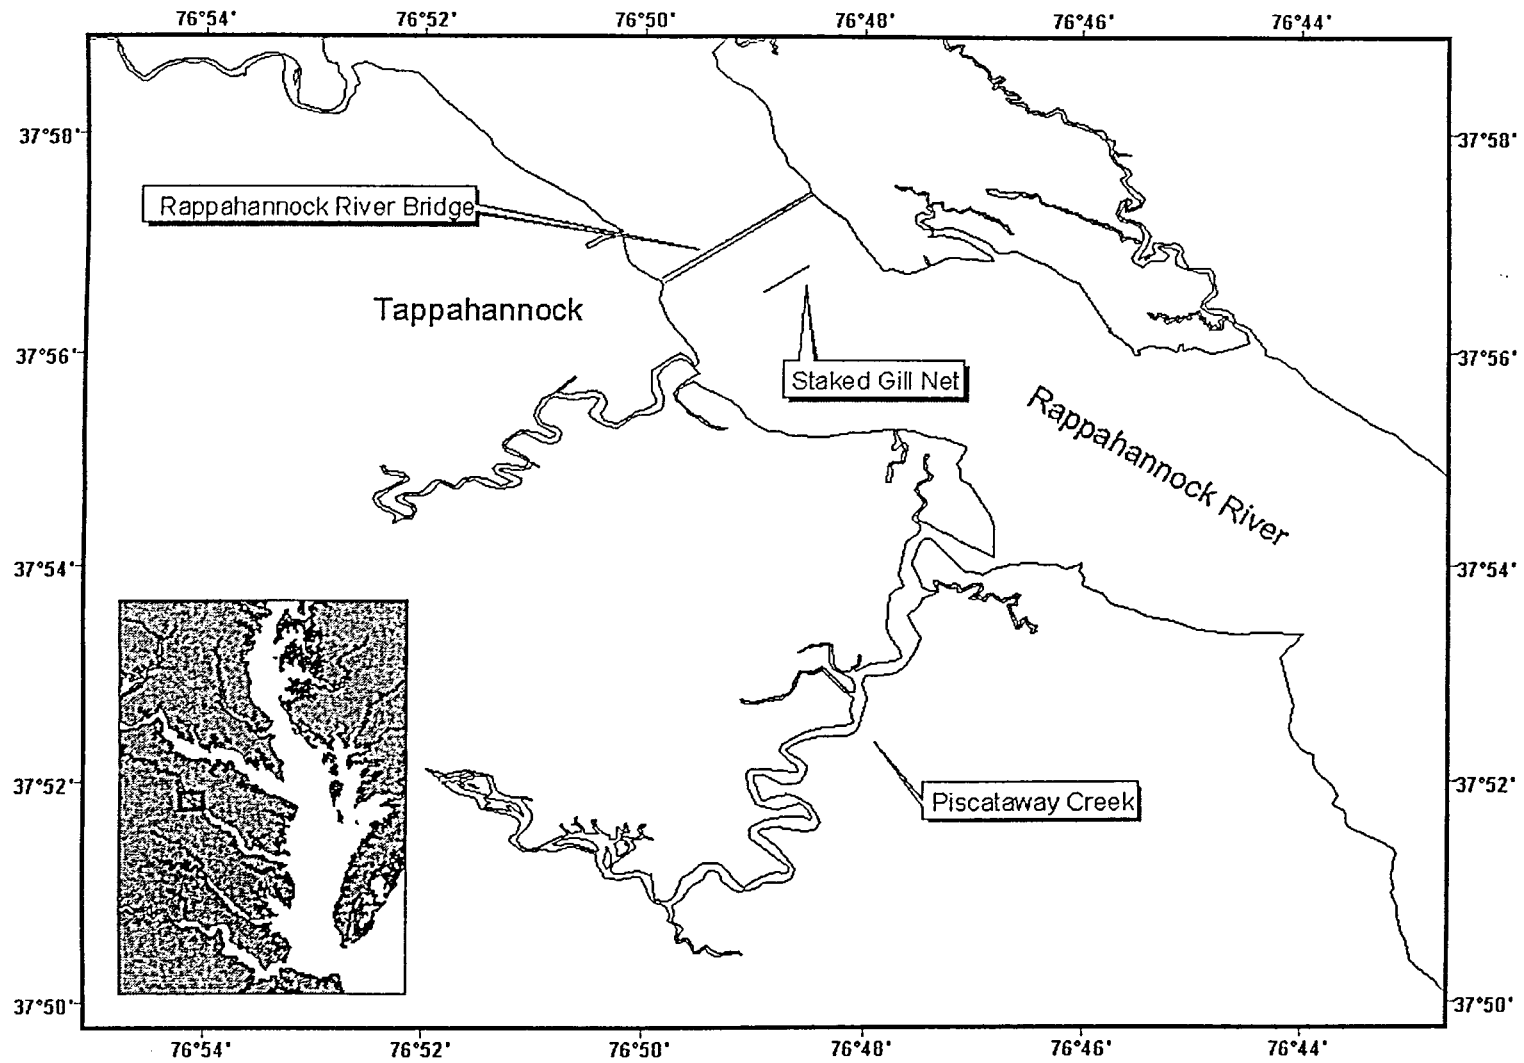 76°54' 76°52' 76°50' 76°48' 76°46' 76°44'
37°58' 37°58'
Rappahannock River Bridge
Tappahannock
37°56' 37°56'
Staked Gill Net
Rappahannock River
37°54' 37°54'
37°52' 37°52'
Piscataway Creek
37°50' 37°50'
76°54' 76°52' 76°50' 76°48' 76°46' 76°44'